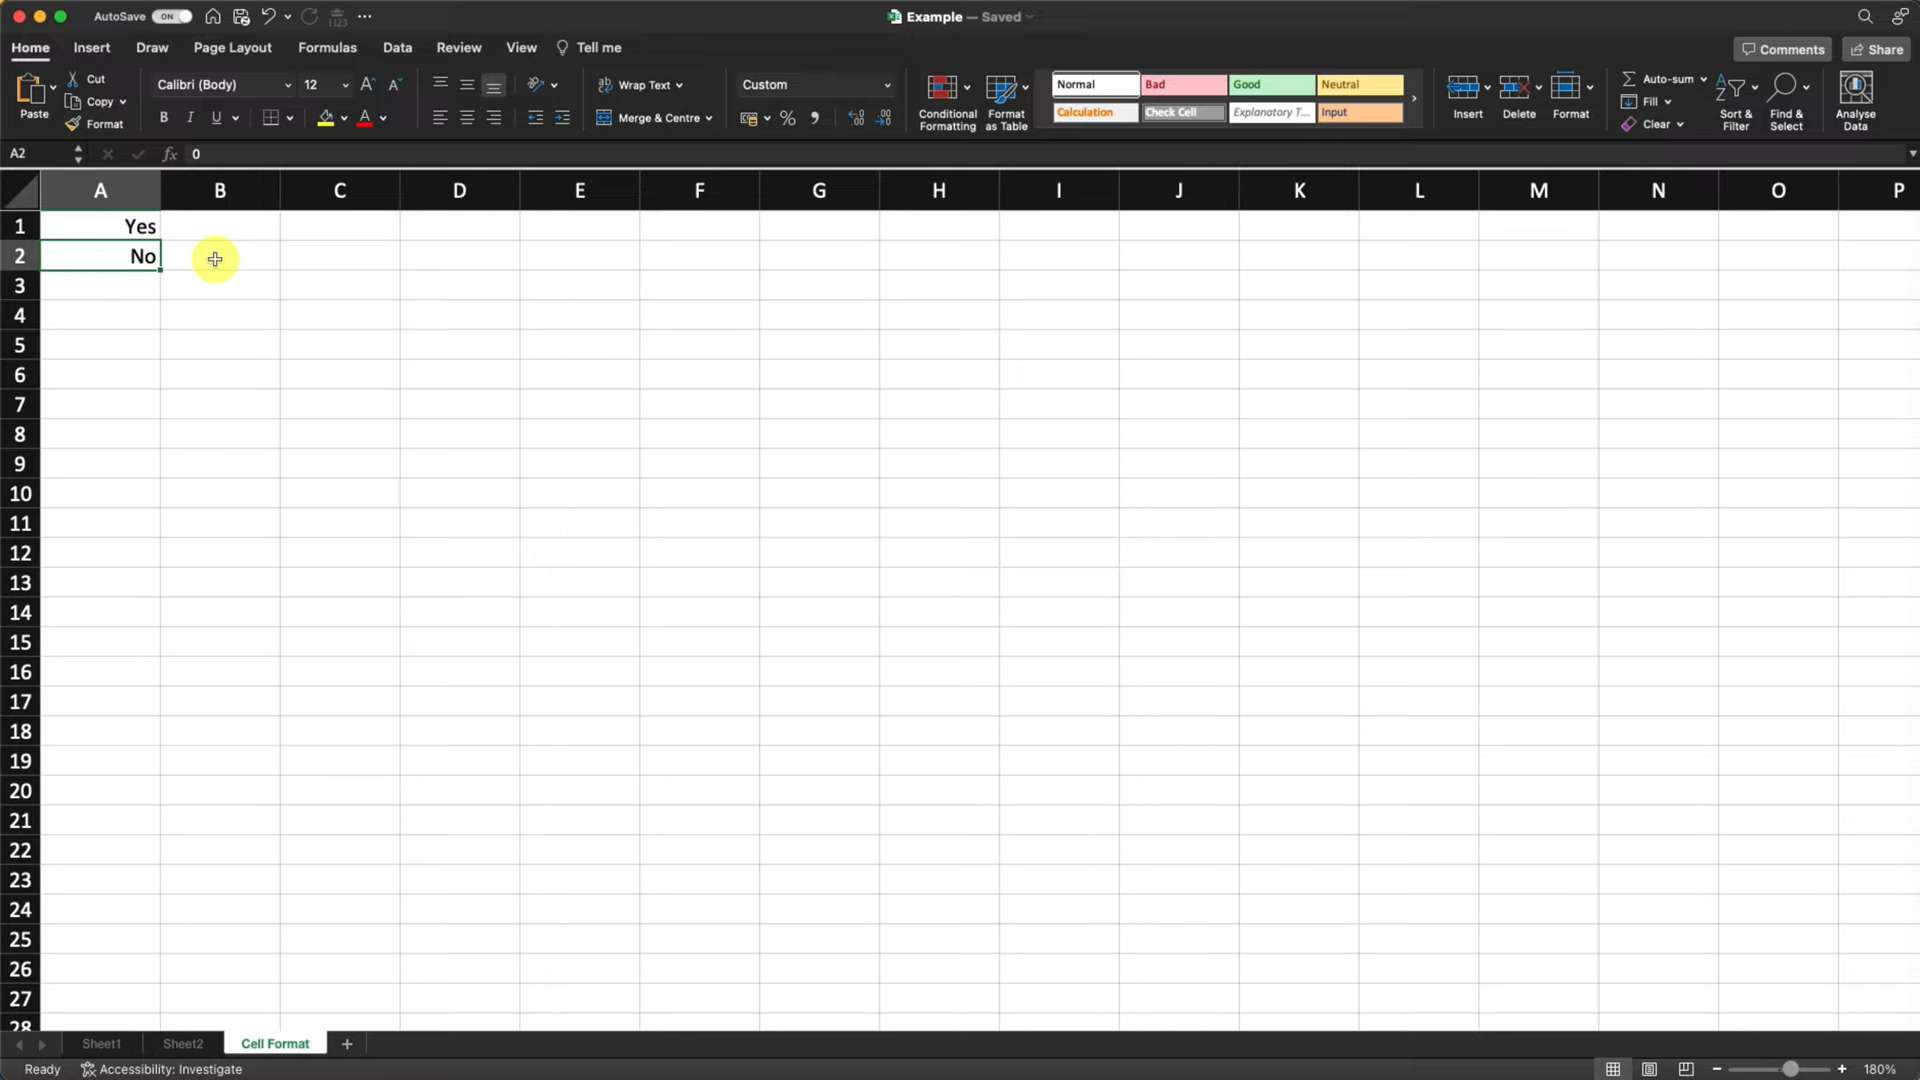 AutoSave ON Example — Saved
Home Insert Draw Page Layout Formulas Data Review View Tell me Comments Share
Paste Cut Copy Format
Calibri (Body) 12
B I U A
Wrap Text
Merge & Centre
Custom
% 
Conditional Formatting
Format as Table
Normal Bad Good Neutral
Calculation Check Cell Explanatory T... Input
Insert Delete Format
Auto-sum
Fill
Clear
Sort & Filter
Find & Select
Analyse Data
A2 fx 0
A B C D E F G H I J K L M N O P
1 Yes
2 No
3
4
5
6
7
8
9
10
11
12
13
14
15
16
17
18
19
20
21
22
23
24
25
26
27
28
Sheet1 Sheet2 Cell Format +
Ready Accessibility: Investigate 180%